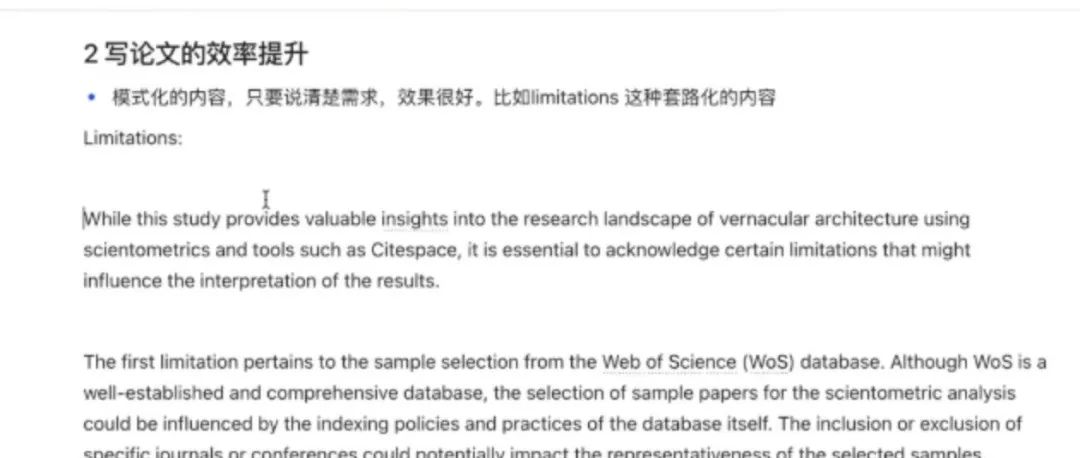 2 写论文的效率提升
• 模式化的内容，只要说清楚需求，效果很好。比如limitations 这种套路化的内容
Limitations:
While this study provides valuable insights into the research landscape of vernacular architecture using
scientometrics and tools such as Citespace, it is essential to acknowledge certain limitations that might
influence the interpretation of the results.
The first limitation pertains to the sample selection from the Web of Science (WoS) database. Although WoS is a
well-established and comprehensive database, the selection of sample papers for the scientometric analysis
could be influenced by the indexing policies and practices of the database itself. The inclusion or exclusion of
specific journals or conferences could potentially impact the representativeness of the selected samples.